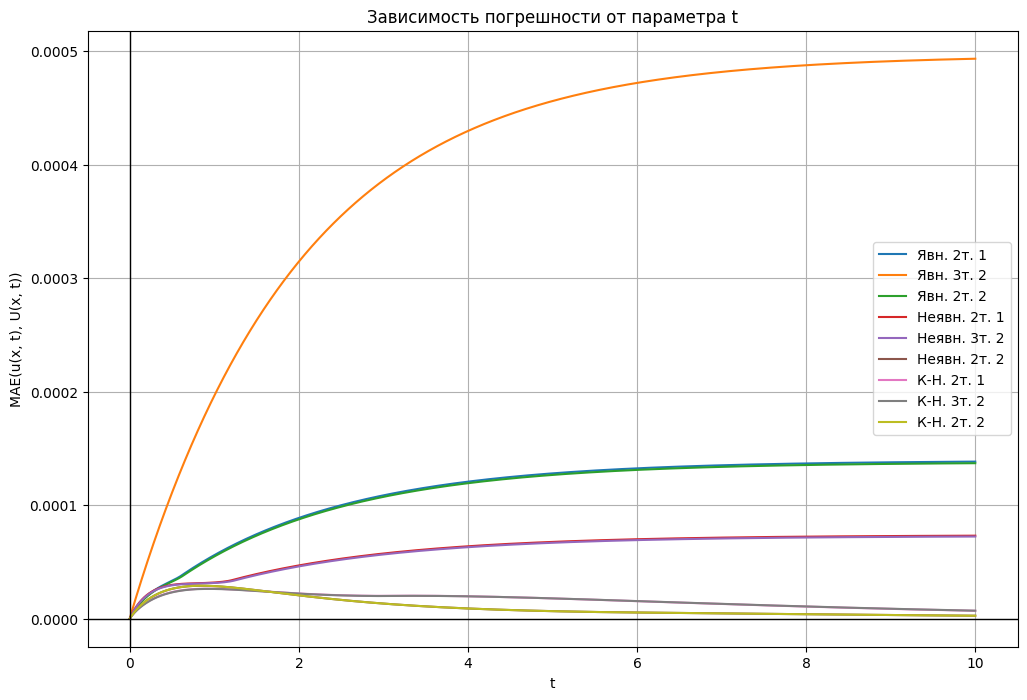 Зависимость погрешности от параметра t
MAE(u(x, t), U(x, t))
0.0005
0.0004
0.0003
0.0002
0.0001
0.0000
Явн. 2т. 1
Явн. 3т. 2
Явн. 2т. 2
Неявн. 2т. 1
Неявн. 3т. 2
Неявн. 2т. 2
К-Н. 2т. 1
К-Н. 3т. 2
К-Н. 2т. 2
0 2 4 6 8 10
t